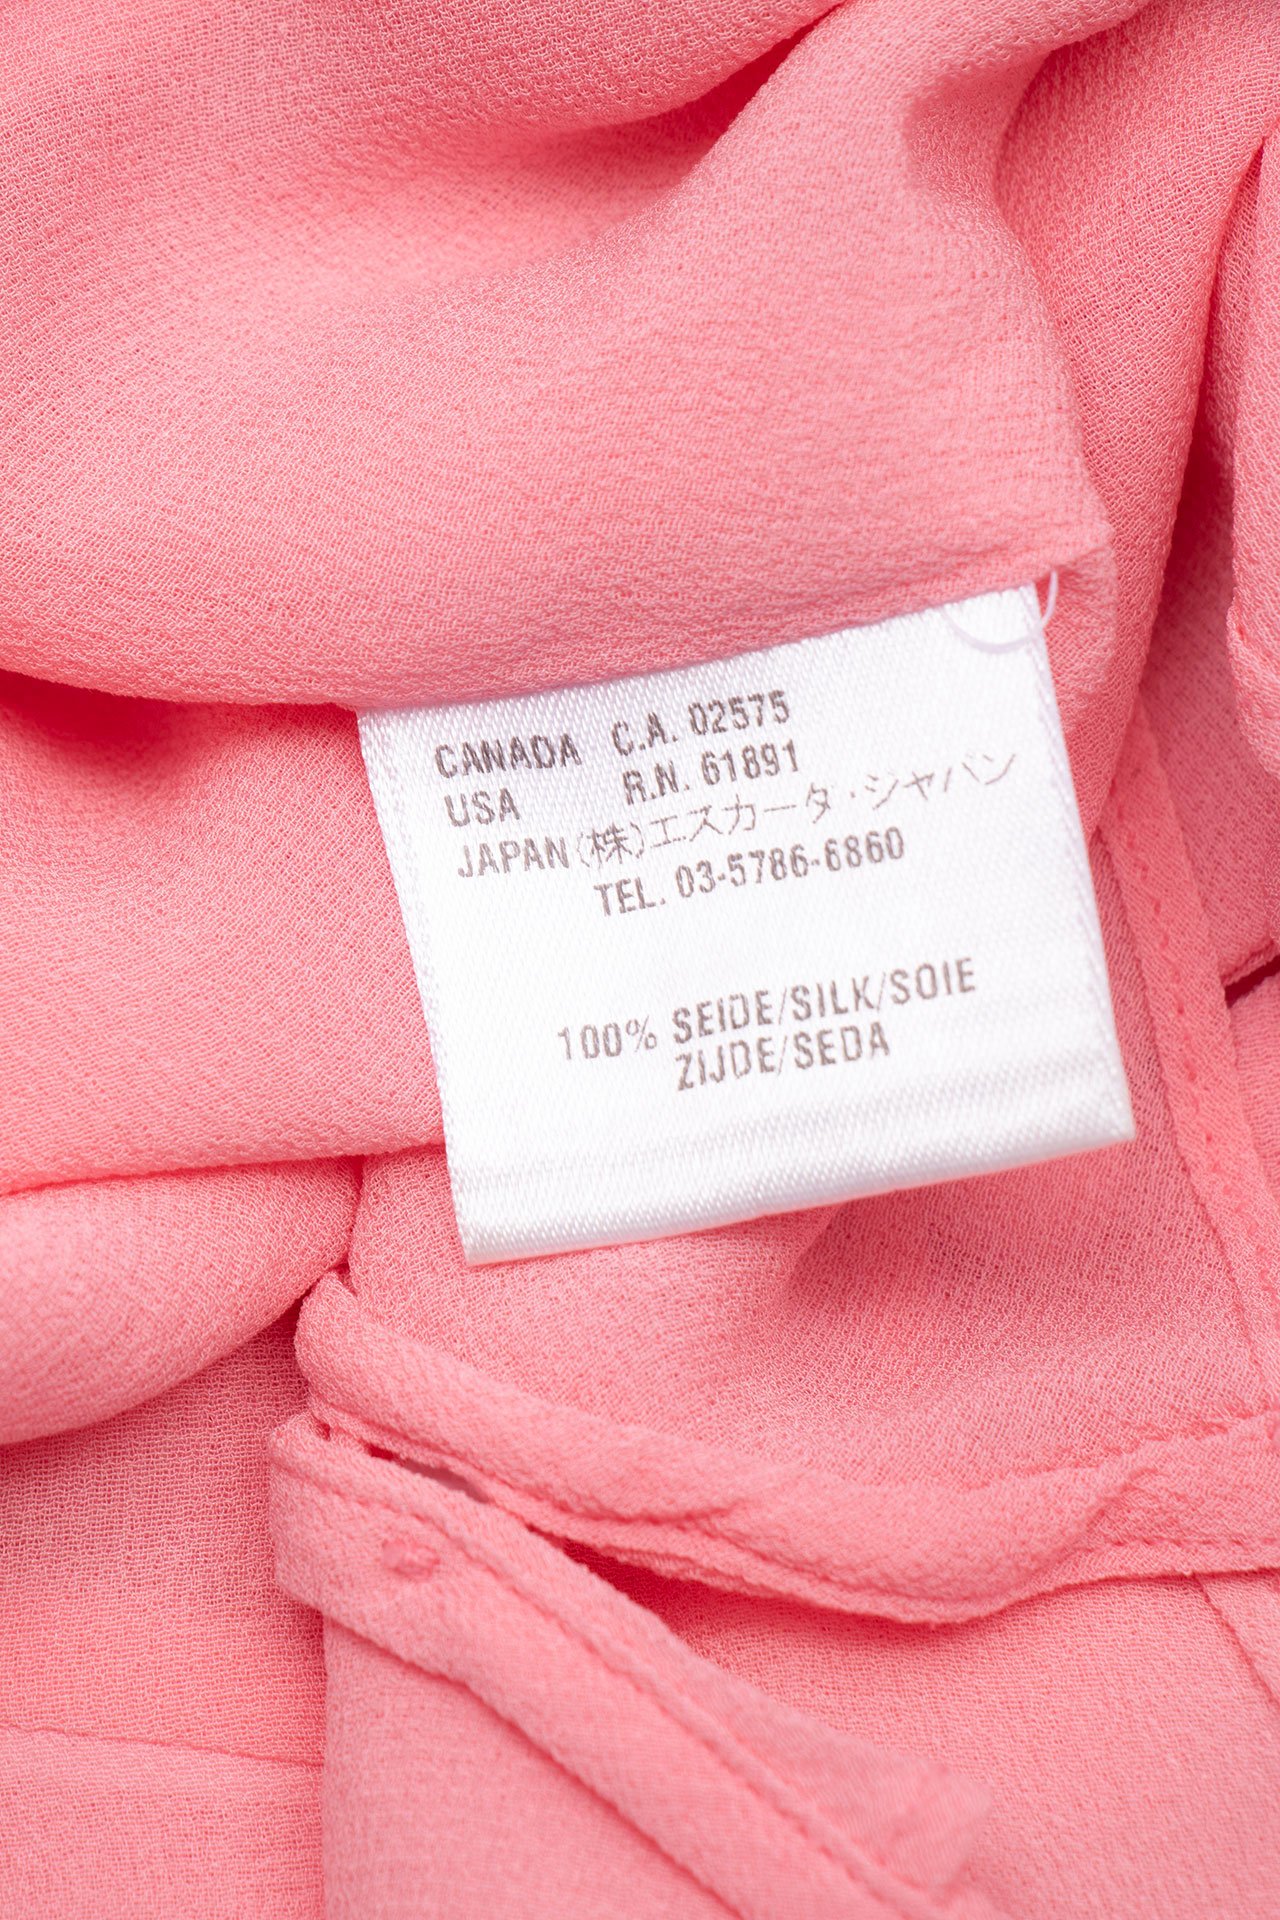 CANADA C.A. 02575
USA R.N. 61891
JAPAN (株)エスカータ・ジャパン
TEL. 03-5786-6860
100% SEIDE/SILK/SOIE
ZIJDE/SEDA